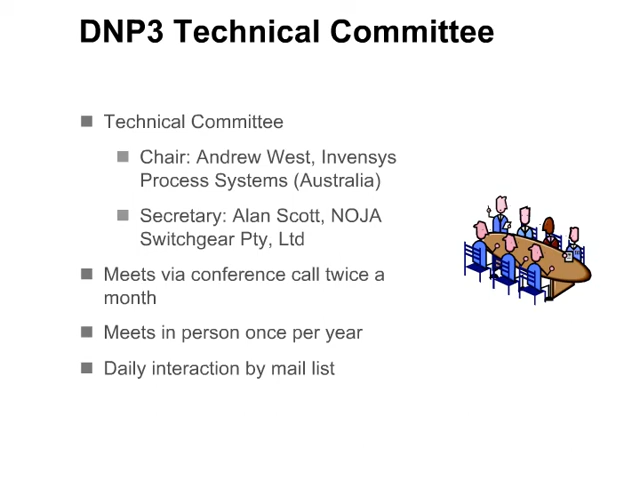 DNP3 Technical Committee
Technical Committee
Chair: Andrew West, Invensys
Process Systems (Australia)
Secretary: Alan Scott, NOJA
Switchgear Pty, Ltd
Meets via conference call twice a
month
Meets in person once per year
Daily interaction by mail list